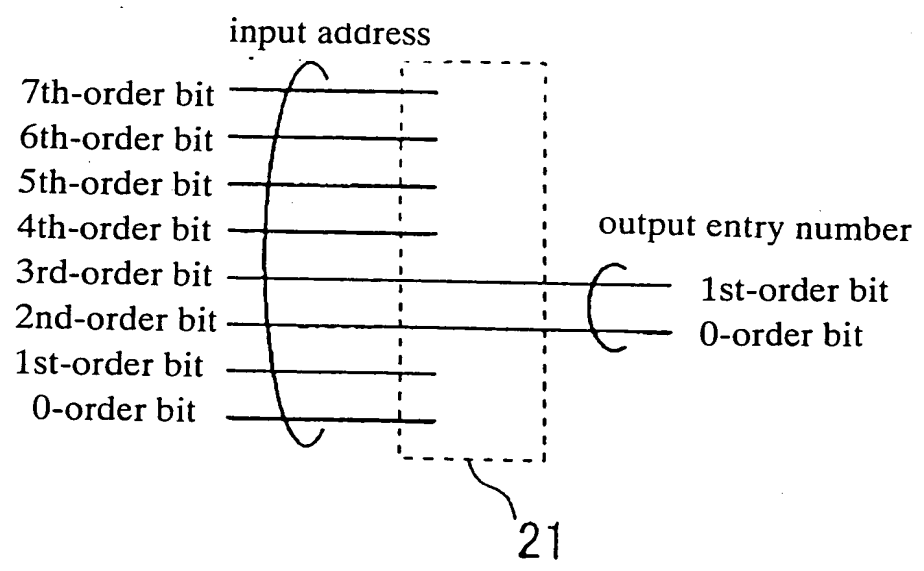 input address
7th-order bit
6th-order bit
5th-order bit
4th-order bit
3rd-order bit
2nd-order bit
1st-order bit
0-order bit
output entry number
1st-order bit
0-order bit
21